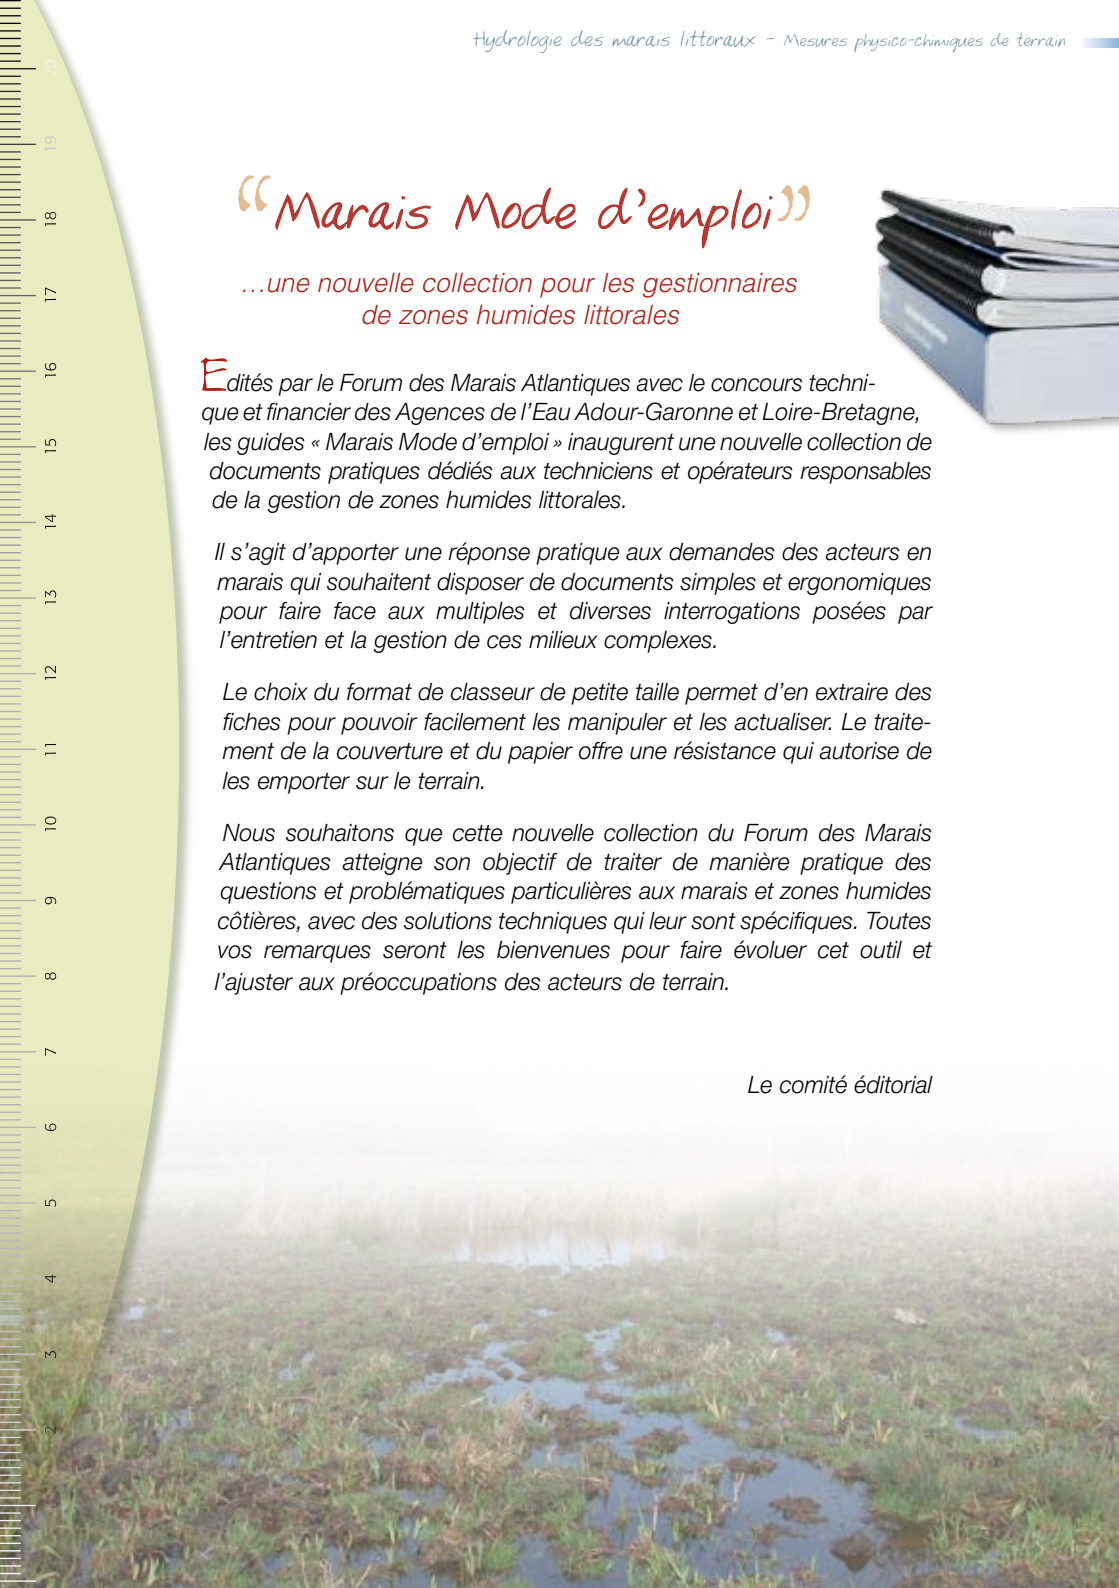 Hydrologie des marais littoraux - Mesures physico-chimiques de terrain
“Marais Mode d’emploi”
…une nouvelle collection pour les gestionnaires
de zones humides littorales
Edités par le Forum des Marais Atlantiques avec le concours techni-
que et financier des Agences de l’Eau Adour-Garonne et Loire-Bretagne,
les guides « Marais Mode d’emploi » inaugurent une nouvelle collection de
documents pratiques dédiés aux techniciens et opérateurs responsables
de la gestion de zones humides littorales.
Il s’agit d’apporter une réponse pratique aux demandes des acteurs en
marais qui souhaitent disposer de documents simples et ergonomiques
pour faire face aux multiples et diverses interrogations posées par
l’entretien et la gestion de ces milieux complexes.
Le choix du format de classeur de petite taille permet d’en extraire des
fiches pour pouvoir facilement les manipuler et les actualiser. Le traite-
ment de la couverture et du papier offre une résistance qui autorise de
les emporter sur le terrain.
Nous souhaitons que cette nouvelle collection du Forum des Marais
Atlantiques atteigne son objectif de traiter de manière pratique des
questions et problématiques particulières aux marais et zones humides
côtières, avec des solutions techniques qui leur sont spécifiques. Toutes
vos remarques seront les bienvenues pour faire évoluer cet outil et
l’ajuster aux préoccupations des acteurs de terrain.
Le comité éditorial
20
19
18
17
16
15
14
13
12
11
10
9
8
7
6
5
4
3
2